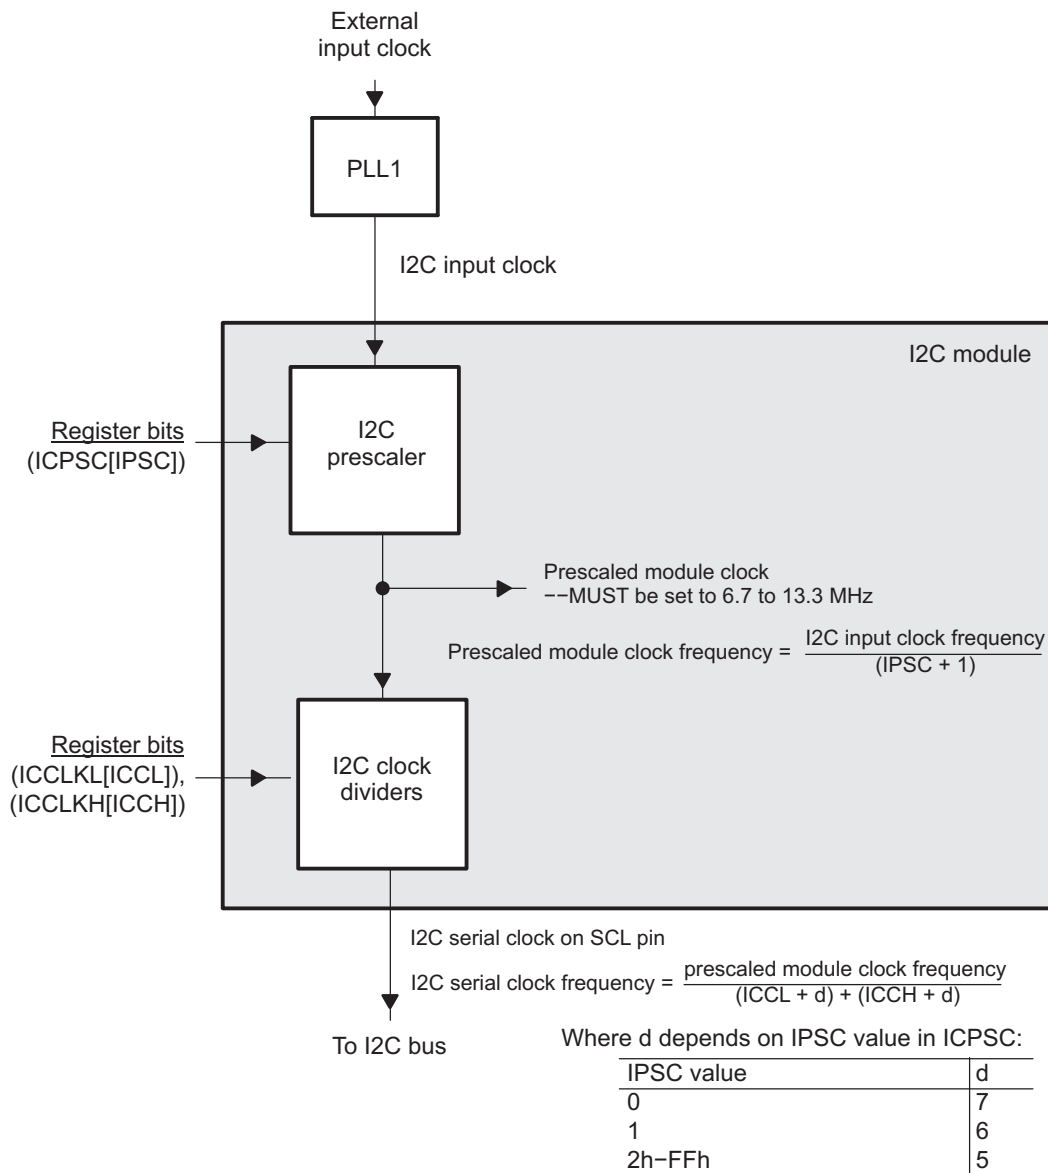 External
input clock
PLL1
I2C input clock
I2C module
Register bits
(ICPSC[IPSC])
I2C
prescaler
Prescaled module clock
−−MUST be set to 6.7 to 13.3 MHz
Prescaled module clock frequency = I2C input clock frequency
(IPSC + 1)
Register bits
(ICCLKL[ICCL]),
(ICCLKH[ICCH])
I2C clock
dividers
I2C serial clock on SCL pin
I2C serial clock frequency = prescaled module clock frequency
(ICCL + d) + (ICCH + d)
To I2C bus
Where d depends on IPSC value in ICPSC:
IPSC value d
0 7
1 6
2h−FFh 5